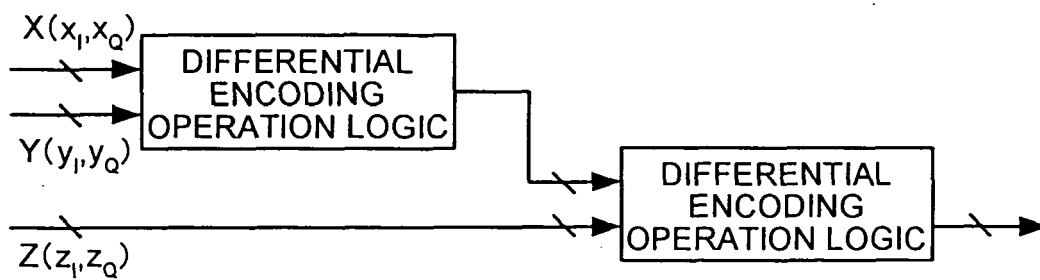 X(x_I,x_Q)
DIFFERENTIAL
ENCODING
OPERATION LOGIC
Y(y_I,y_Q)
DIFFERENTIAL
ENCODING
OPERATION LOGIC
Z(z_I,z_Q)